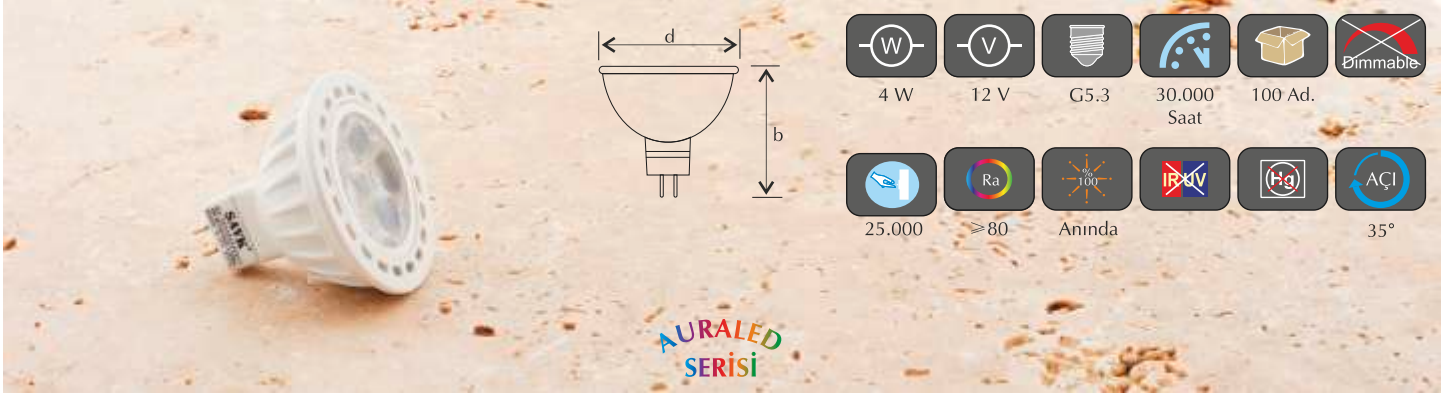 d
b
W
V
Dimmable
4 W
12 V
G5.3
30.000
Saat
100 Ad.
Ra
%
100
IR UV
Hg
AÇI
25.000
≥80
Anında
35°
SAVK
AURALED
SERİSİ